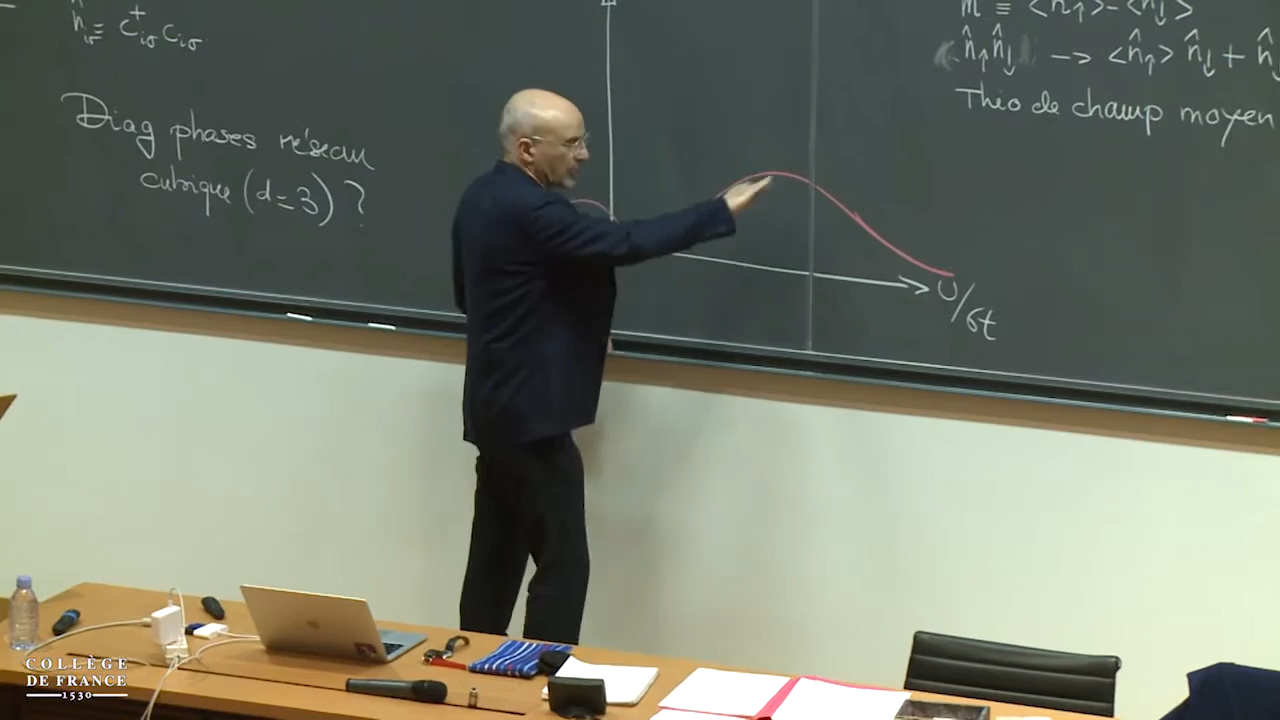 n̂iσ ≡ c⁺iσ ciσ
Diag phases réseau
cubique (d=3) ?
U/6t
m ≡ <n̂↑> - <n̂↓>
n̂↑n̂↓ → <n̂↑> n̂↓ + n̂
Théo de champ moyen
COLLÈGE
DE FRANCE
1530